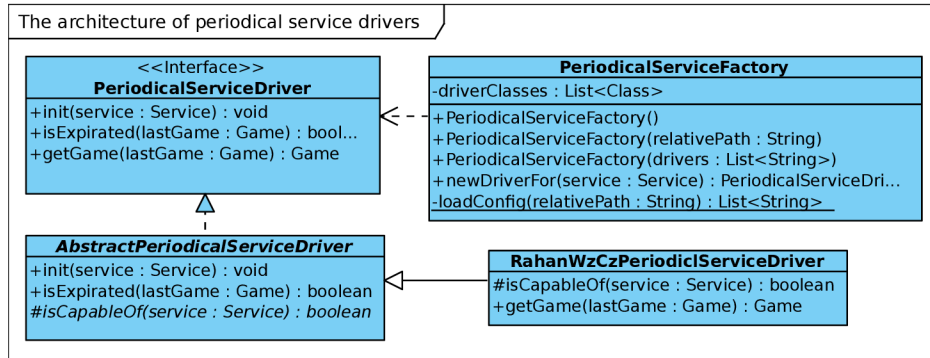 The architecture of periodical service drivers
<<Interface>>
PeriodicalServiceDriver
+init(service : Service) : void
+isExpirated(lastGame : Game) : bool...
+getGame(lastGame : Game) : Game
PeriodicalServiceFactory
-driverClasses : List<Class>
+PeriodicalServiceFactory()
+PeriodicalServiceFactory(relativePath : String)
+PeriodicalServiceFactory(drivers : List<String>)
+newDriverFor(service : Service) : PeriodicalServiceDri...
-loadConfig(relativePath : String) : List<String>
AbstractPeriodicalServiceDriver
+init(service : Service) : void
+isExpirated(lastGame : Game) : boolean
#isCapableOf(service : Service) : boolean
RahanWzCzPeriodiclServiceDriver
#isCapableOf(service : Service) : boolean
+getGame(lastGame : Game) : Game